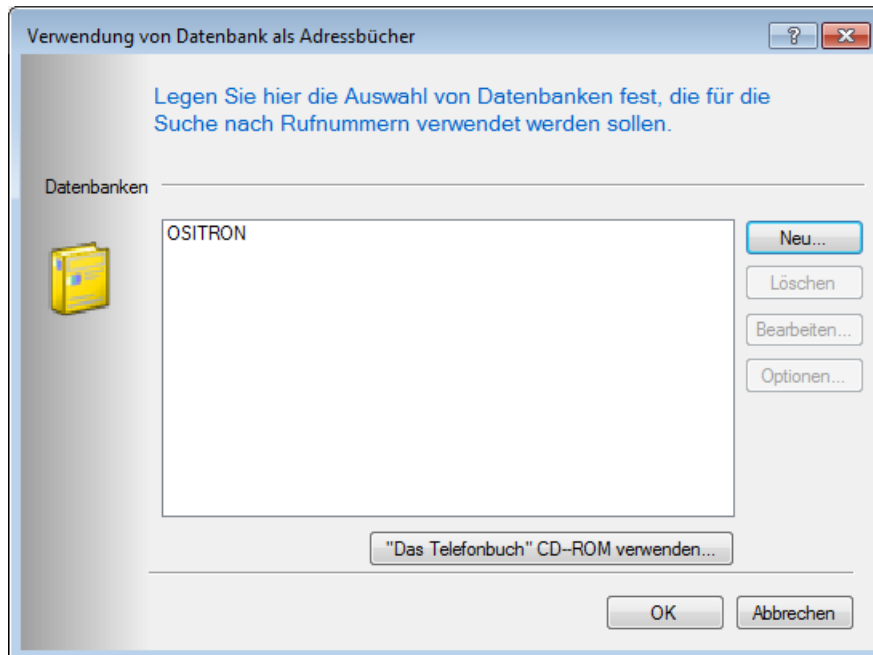 Verwendung von Datenbank als Adressbücher
Legen Sie hier die Auswahl von Datenbanken fest, die für die
Suche nach Rufnummern verwendet werden sollen.
Datenbanken
OSITRON
Neu...
Löschen
Bearbeiten...
Optionen...
"Das Telefonbuch" CD--ROM verwenden...
OK
Abbrechen